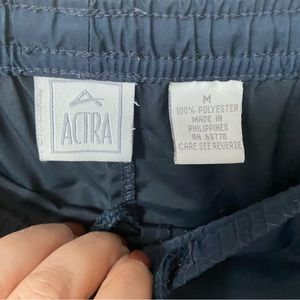 ACTRA
M
100% POLYESTER
MADE IN
PHILIPPINES
RN 69778
CARE SEE REVERSE